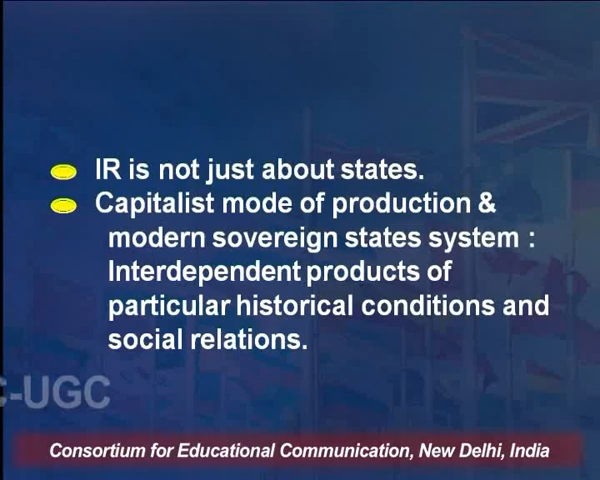 IR is not just about states.
Capitalist mode of production &
modern sovereign states system :
Interdependent products of
particular historical conditions and
social relations.
C-UGC
Consortium for Educational Communication, New Delhi, India